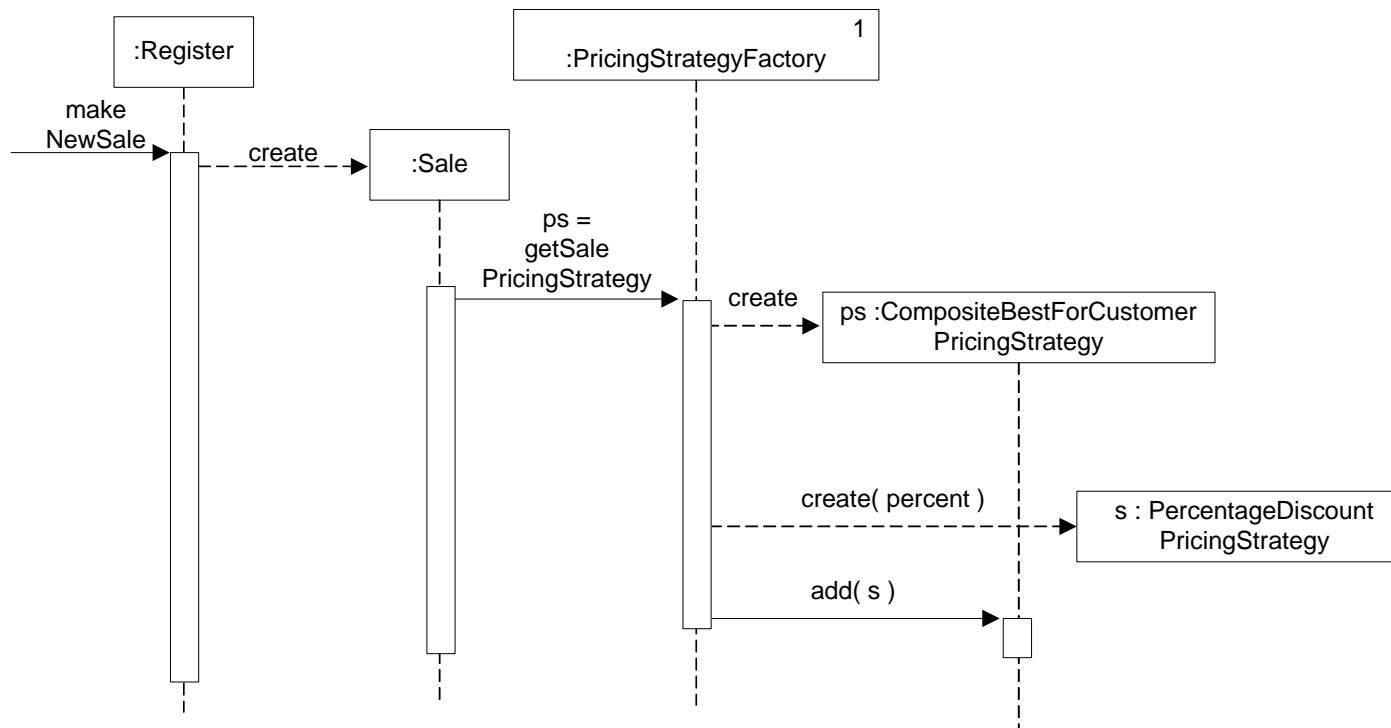 1
:Register
:PricingStrategyFactory
make
NewSale
create
:Sale
ps =
getSale
PricingStrategy
create
ps :CompositeBestForCustomer
PricingStrategy
create( percent )
s : PercentageDiscount
PricingStrategy
add( s )